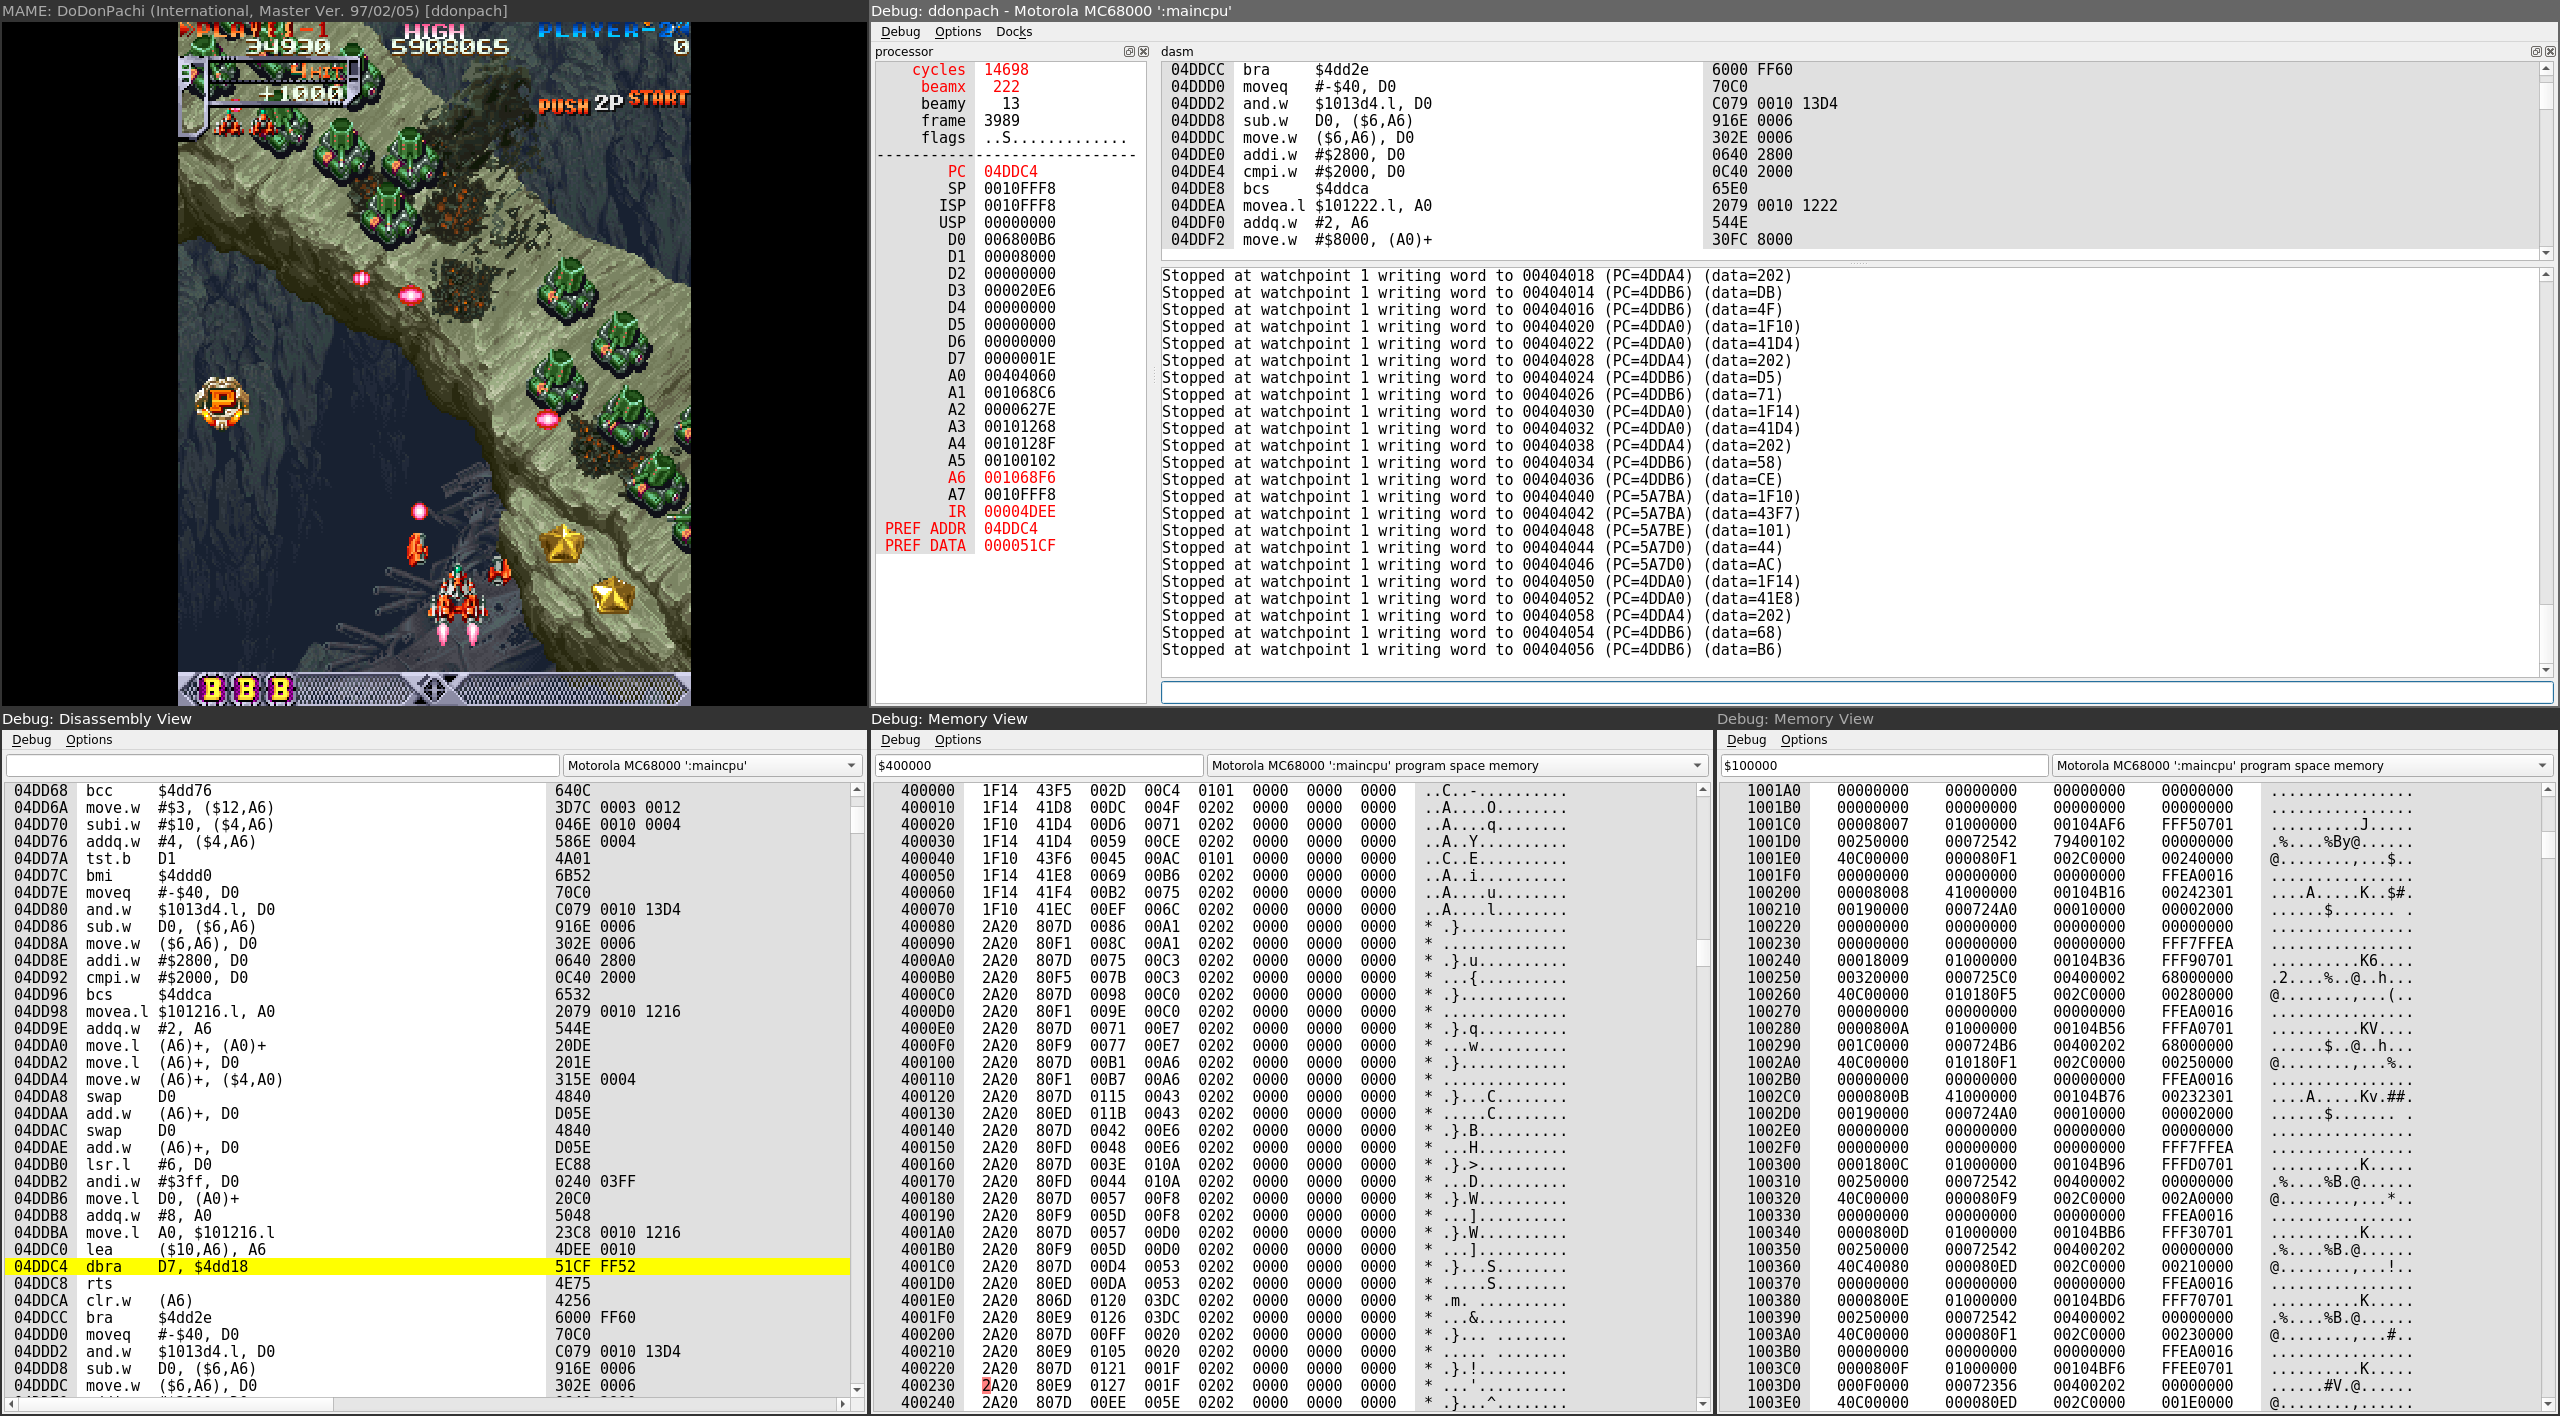 MAME: DoDonPachi (International, Master Ver. 97/02/05) [ddonpach]
PLAYER-1
HIGH
PLAYER-2
34930
5908065
0
4HIT
+1000
PUSH 2P START
P
B B B
Debug: ddonpach - Motorola MC68000 ':maincpu'
Debug Options Docks
processor
cycles 14698
beamx 222
beamy 13
frame 3989
flags ..S.............
PC 04DDC4
SP 0010FFF8
ISP 0010FFF8
USP 00000000
D0 006800B6
D1 00008000
D2 00000000
D3 000020E6
D4 00000000
D5 00000000
D6 00000000
D7 0000001E
A0 00404060
A1 001068C6
A2 0000627E
A3 00101268
A4 0010128F
A5 00100102
A6 001068F6
A7 0010FFF8
IR 00004DEE
PREF ADDR 04DDC4
PREF DATA 000051CF
dasm
04DDCC bra $4dd2e 6000 FF60
04DDD0 moveq #-$40, D0 70C0
04DDD2 and.w $1013d4.l, D0 C079 0010 13D4
04DDD8 sub.w D0, ($6,A6) 916E 0006
04DDDC move.w ($6,A6), D0 302E 0006
04DDE0 addi.w #$2800, D0 0640 2800
04DDE4 cmpi.w #$2000, D0 0C40 2000
04DDE8 bcs $4ddca 65E0
04DDEA movea.l $101222.l, A0 2079 0010 1222
04DDF0 addq.w #2, A6 544E
04DDF2 move.w #$8000, (A0)+ 30FC 8000
Stopped at watchpoint 1 writing word to 00404018 (PC=4DDA4) (data=202)
Stopped at watchpoint 1 writing word to 00404014 (PC=4DDB6) (data=DB)
Stopped at watchpoint 1 writing word to 00404016 (PC=4DDB6) (data=4F)
Stopped at watchpoint 1 writing word to 00404020 (PC=4DDA0) (data=1F10)
Stopped at watchpoint 1 writing word to 00404022 (PC=4DDA0) (data=41D4)
Stopped at watchpoint 1 writing word to 00404028 (PC=4DDA4) (data=202)
Stopped at watchpoint 1 writing word to 00404024 (PC=4DDB6) (data=D5)
Stopped at watchpoint 1 writing word to 00404026 (PC=4DDB6) (data=71)
Stopped at watchpoint 1 writing word to 00404030 (PC=4DDA0) (data=1F14)
Stopped at watchpoint 1 writing word to 00404032 (PC=4DDA0) (data=41D4)
Stopped at watchpoint 1 writing word to 00404038 (PC=4DDA4) (data=202)
Stopped at watchpoint 1 writing word to 00404034 (PC=4DDB6) (data=58)
Stopped at watchpoint 1 writing word to 00404036 (PC=4DDB6) (data=CE)
Stopped at watchpoint 1 writing word to 00404040 (PC=5A7BA) (data=1F10)
Stopped at watchpoint 1 writing word to 00404042 (PC=5A7BA) (data=43F7)
Stopped at watchpoint 1 writing word to 00404048 (PC=5A7BE) (data=101)
Stopped at watchpoint 1 writing word to 00404044 (PC=5A7D0) (data=44)
Stopped at watchpoint 1 writing word to 00404046 (PC=5A7D0) (data=AC)
Stopped at watchpoint 1 writing word to 00404050 (PC=4DDA0) (data=1F14)
Stopped at watchpoint 1 writing word to 00404052 (PC=4DDA0) (data=41E8)
Stopped at watchpoint 1 writing word to 00404058 (PC=4DDA4) (data=202)
Stopped at watchpoint 1 writing word to 00404054 (PC=4DDB6) (data=68)
Stopped at watchpoint 1 writing word to 00404056 (PC=4DDB6) (data=B6)
Debug: Disassembly View
Debug Options
Motorola MC68000 ':maincpu'
04DD68 bcc $4dd76 640C
04DD6A move.w #$3, ($12,A6) 3D7C 0003 0012
04DD70 subi.w #$10, ($4,A6) 046E 0010 0004
04DD76 addq.w #4, ($4,A6) 586E 0004
04DD7A tst.b D1 4A01
04DD7C bmi $4ddd0 6B52
04DD7E moveq #-$40, D0 70C0
04DD80 and.w $1013d4.l, D0 C079 0010 13D4
04DD86 sub.w D0, ($6,A6) 916E 0006
04DD8A move.w ($6,A6), D0 302E 0006
04DD8E addi.w #$2800, D0 0640 2800
04DD92 cmpi.w #$2000, D0 0C40 2000
04DD96 bcs $4ddca 6532
04DD98 movea.l $101216.l, A0 2079 0010 1216
04DD9E addq.w #2, A6 544E
04DDA0 move.l (A6)+, (A0)+ 20DE
04DDA2 move.l (A6)+, D0 201E
04DDA4 move.w (A6)+, ($4,A0) 315E 0004
04DDA8 swap D0 4840
04DDAA add.w (A6)+, D0 D05E
04DDAC swap D0 4840
04DDAE add.w (A6)+, D0 D05E
04DDB0 lsr.l #6, D0 EC88
04DDB2 andi.w #$3ff, D0 0240 03FF
04DDB6 move.l D0, (A0)+ 20C0
04DDB8 addq.w #8, A0 5048
04DDBA move.l A0, $101216.l 23C8 0010 1216
04DDC0 lea ($10,A6), A6 4DEE 0010
04DDC4 dbra D7, $4dd18 51CF FF52
04DDC8 rts 4E75
04DDCA clr.w (A6) 4256
04DDCC bra $4dd2e 6000 FF60
04DDD0 moveq #-$40, D0 70C0
04DDD2 and.w $1013d4.l, D0 C079 0010 13D4
04DDD8 sub.w D0, ($6,A6) 916E 0006
04DDDC move.w ($6,A6), D0 302E 0006
Debug: Memory View
Debug Options
$400000
Motorola MC68000 ':maincpu' program space memory
400000 1F14 43F5 002D 00C4 0101 0000 0000 0000 ..C..-..........
400010 1F14 41D8 00DC 004F 0202 0000 0000 0000 ..A....O........
400020 1F10 41D4 00D6 0071 0202 0000 0000 0000 ..A....q........
400030 1F14 41D4 0059 00CE 0202 0000 0000 0000 ..A..Y..........
400040 1F10 43F6 0045 00AC 0101 0000 0000 0000 ..C..E..........
400050 1F14 41E8 0069 00B6 0202 0000 0000 0000 ..A..i..........
400060 1F14 41F4 00B2 0075 0202 0000 0000 0000 ..A....u........
400070 1F10 41EC 00EF 006C 0202 0000 0000 0000 ..A....l........
400080 2A20 807D 0086 00A1 0202 0000 0000 0000 * .}............
400090 2A20 80F1 008C 00A1 0202 0000 0000 0000 * ..............
4000A0 2A20 807D 0075 00C3 0202 0000 0000 0000 * .}.u..........
4000B0 2A20 80F5 007B 00C3 0202 0000 0000 0000 * ...{..........
4000C0 2A20 807D 0098 00C0 0202 0000 0000 0000 * .}............
4000D0 2A20 80F1 009E 00C0 0202 0000 0000 0000 * ..............
4000E0 2A20 807D 0071 00E7 0202 0000 0000 0000 * .}.q..........
4000F0 2A20 80F9 0077 00E7 0202 0000 0000 0000 * ...w..........
400100 2A20 807D 00B1 00A6 0202 0000 0000 0000 * .}............
400110 2A20 80F1 00B7 00A6 0202 0000 0000 0000 * ..............
400120 2A20 807D 0115 0043 0202 0000 0000 0000 * .}...C........
400130 2A20 80ED 011B 0043 0202 0000 0000 0000 * .....C........
400140 2A20 807D 0042 00E6 0202 0000 0000 0000 * .}.B..........
400150 2A20 80FD 0048 00E6 0202 0000 0000 0000 * ...H..........
400160 2A20 807D 003E 010A 0202 0000 0000 0000 * .}.>..........
400170 2A20 80FD 0044 010A 0202 0000 0000 0000 * ...D..........
400180 2A20 807D 0057 00F8 0202 0000 0000 0000 * .}.W..........
400190 2A20 80F9 005D 00F8 0202 0000 0000 0000 * ...]..........
4001A0 2A20 807D 0057 00D0 0202 0000 0000 0000 * .}.W..........
4001B0 2A20 80F9 005D 00D0 0202 0000 0000 0000 * ...]..........
4001C0 2A20 807D 00D4 0053 0202 0000 0000 0000 * .}...S........
4001D0 2A20 80ED 00DA 0053 0202 0000 0000 0000 * .....S........
4001E0 2A20 806D 0120 03DC 0202 0000 0000 0000 * .m. ..........
4001F0 2A20 80E9 0126 03DC 0202 0000 0000 0000 * ...&..........
400200 2A20 807D 00FF 0020 0202 0000 0000 0000 * .}... ........
400210 2A20 80E9 0105 0020 0202 0000 0000 0000 * ..... ........
400220 2A20 807D 0121 001F 0202 0000 0000 0000 * .}.!..........
400230 2A20 80E9 0127 001F 0202 0000 0000 0000 * ...'..........
400240 2A20 807D 00EE 005E 0202 0000 0000 0000 * .}...^........
Debug: Memory View
Debug Options
$100000
Motorola MC68000 ':maincpu' program space memory
1001A0 00000000 00000000 00000000 00000000 ................
1001B0 00000000 00000000 00000000 00000000 ................
1001C0 00008007 01000000 00104AF6 FFF50701 ..........J.....
1001D0 00250000 00072542 79400102 00000000 .%....%By@......
1001E0 40C00000 000080F1 002C0000 00240000 @........,...$..
1001F0 00000000 00000000 00000000 FFEA0016 ................
100200 00008008 41000000 00104B16 00242301 ....A.....K..$#.
100210 00190000 000724A0 00010000 00002000 ......$....... .
100220 00000000 00000000 00000000 00000000 ................
100230 00000000 00000000 00000000 FFF7FFEA ................
100240 00018009 01000000 00104B36 FFF90701 ..........K6....
100250 00320000 000725C0 00400002 68000000 .2....%..@..h...
100260 40C00000 010180F5 002C0000 00280000 @........,...(..
100270 00000000 00000000 00000000 FFEA0016 ................
100280 0000800A 01000000 00104B56 FFFA0701 ..........KV....
100290 001C0000 000724B6 00400202 68000000 ......$..@..h...
1002A0 40C00000 010180F1 002C0000 00250000 @........,...%..
1002B0 00000000 00000000 00000000 FFEA0016 ................
1002C0 0000800B 41000000 00104B76 00232301 ....A.....Kv.##.
1002D0 00190000 000724A0 00010000 00002000 ......$....... .
1002E0 00000000 00000000 00000000 00000000 ................
1002F0 00000000 00000000 00000000 FFF7FFEA ................
100300 0001800C 01000000 00104B96 FFFD0701 ..........K.....
100310 00250000 00072542 00400002 00000000 .%....%B.@......
100320 40C00000 000080F9 002C0000 002A0000 @........,...*..
100330 00000000 00000000 00000000 FFEA0016 ................
100340 0000800D 01000000 00104BB6 FFF30701 ..........K.....
100350 00250000 00072542 00400202 00000000 .%....%B.@......
100360 40C40080 000080ED 002C0000 00210000 @........,...!..
100370 00000000 00000000 00000000 FFEA0016 ................
100380 0000800E 01000000 00104BD6 FFF70701 ..........K.....
100390 00250000 00072542 00400002 00000000 .%....%B.@......
1003A0 40C00000 000080F1 002C0000 00230000 @........,...#..
1003B0 00000000 00000000 00000000 FFEA0016 ................
1003C0 0000800F 01000000 00104BF6 FFEE0701 ..........K.....
1003D0 000F0000 00072356 00400202 00000000 ......#V.@......
1003E0 40C00000 000080ED 002C0000 001E0000 @........,......